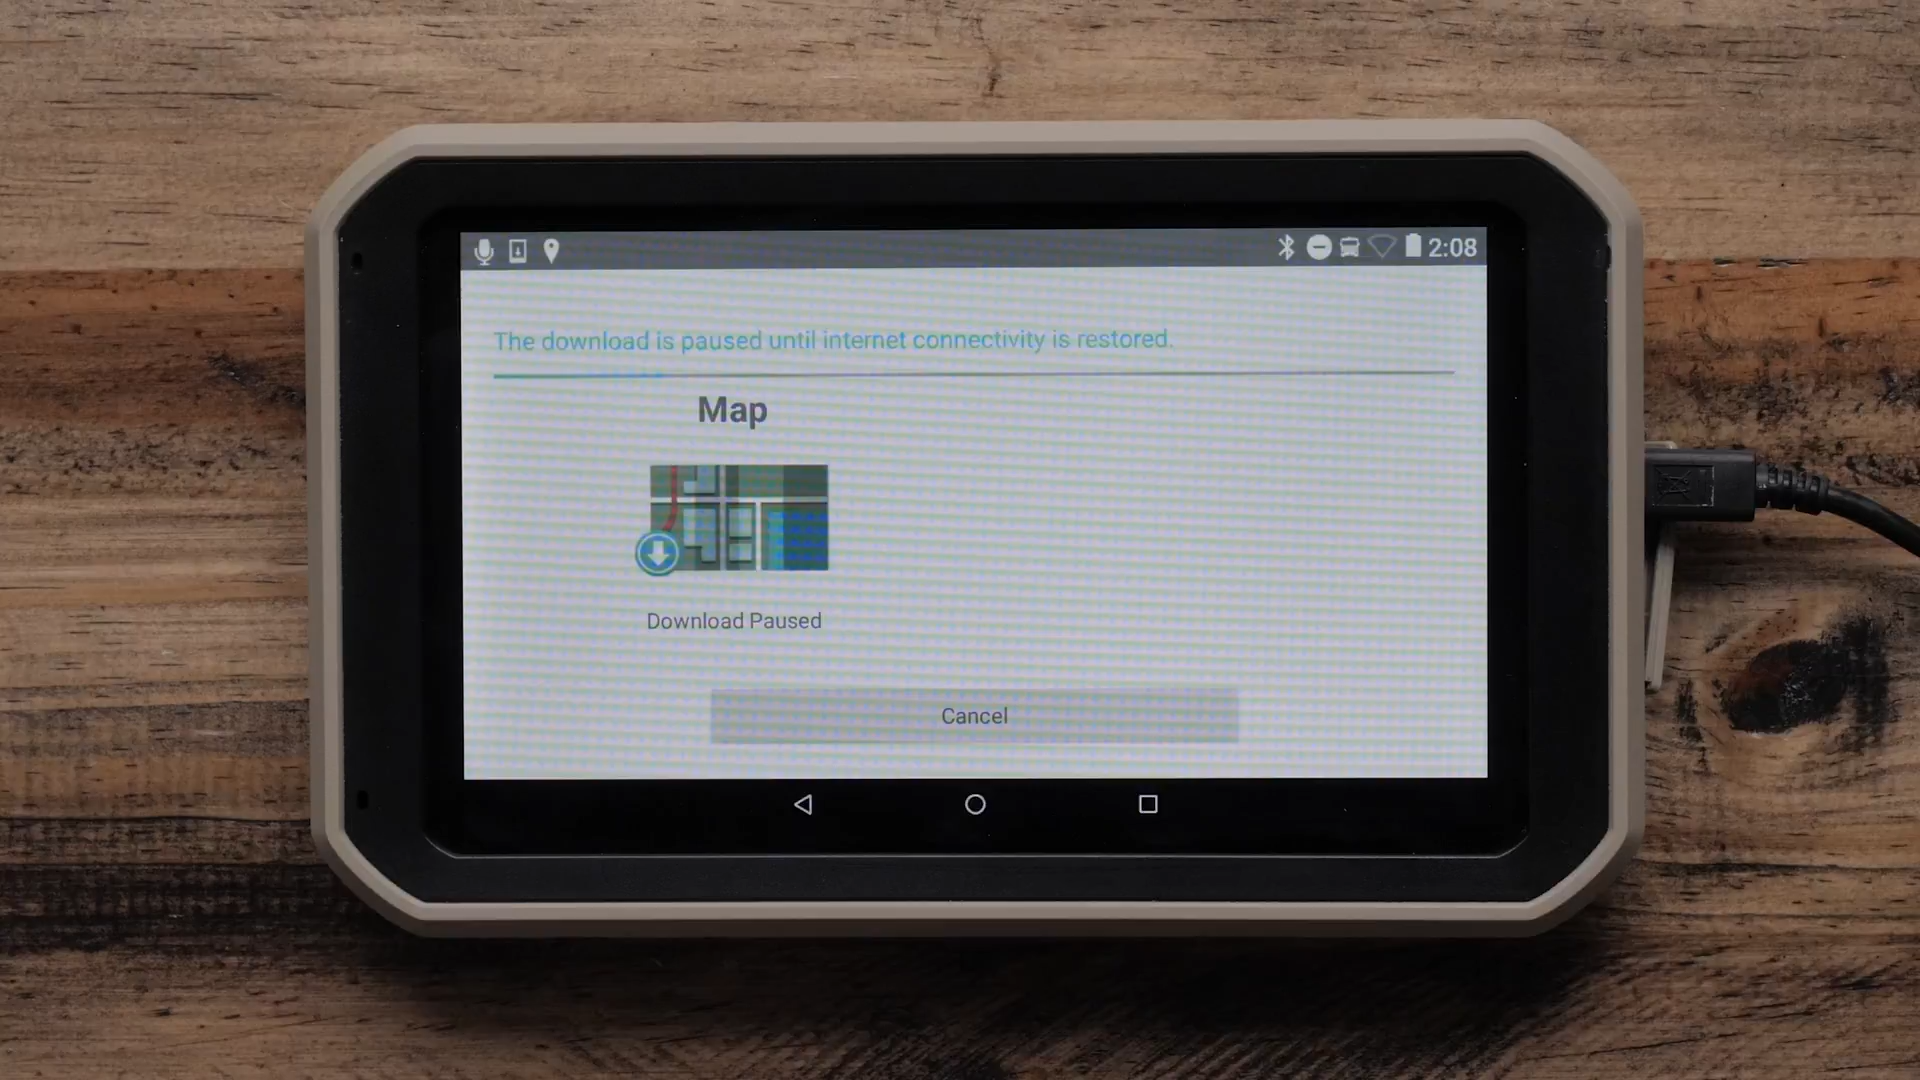 2:08
The download is paused until internet connectivity is restored.
Map
Download Paused
Cancel